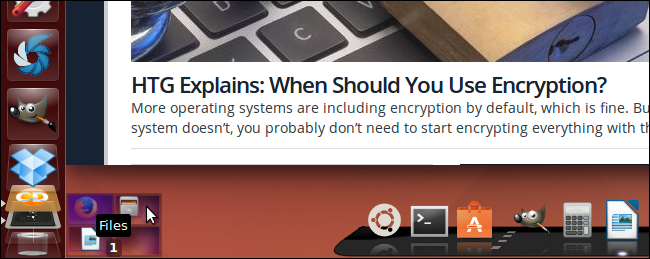 HTG Explains: When Should You Use Encryption?
More operating systems are including encryption by default, which is fine. Bu
system doesn't, you probably don't need to start encrypting everything with th
Files
1